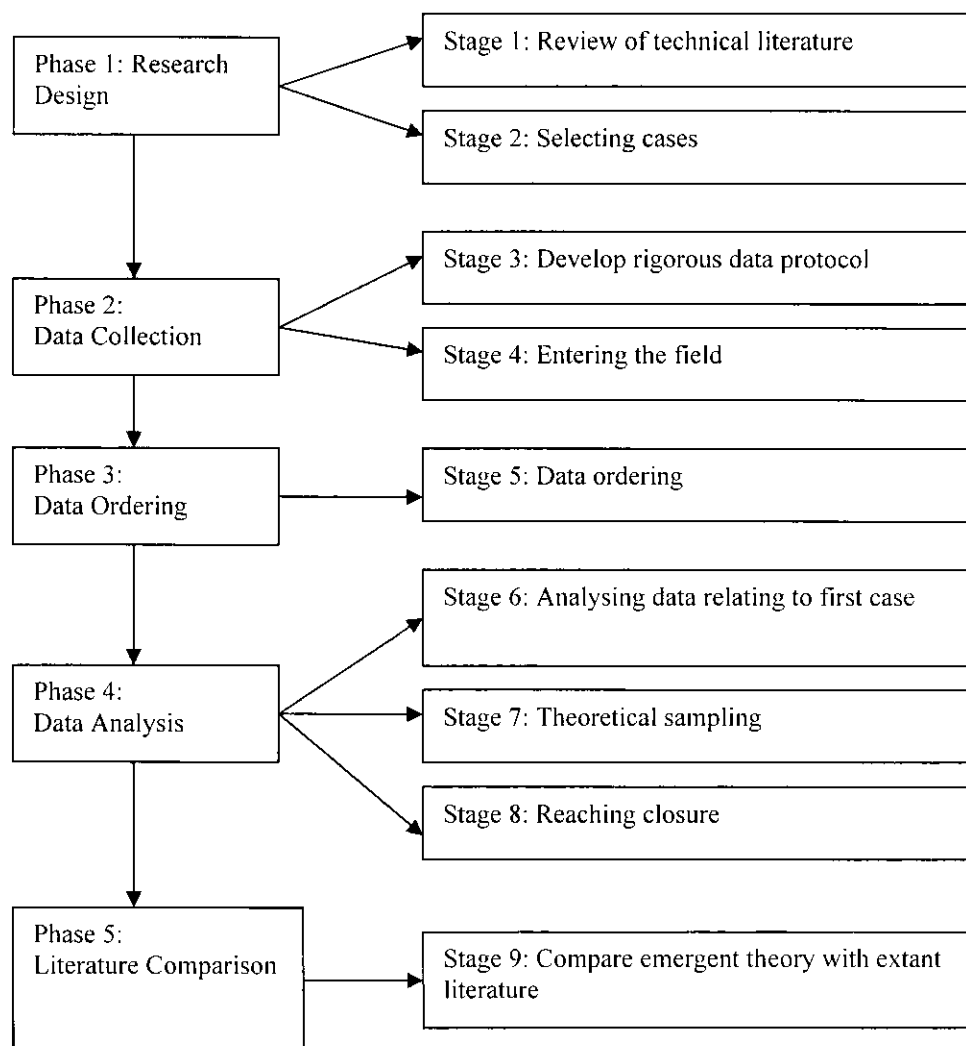 Phase 1: Research
Design
Stage 1: Review of technical literature
Stage 2: Selecting cases
Phase 2:
Data Collection
Stage 3: Develop rigorous data protocol
Stage 4: Entering the field
Phase 3:
Data Ordering
Stage 5: Data ordering
Phase 4:
Data Analysis
Stage 6: Analysing data relating to first case
Stage 7: Theoretical sampling
Stage 8: Reaching closure
Phase 5:
Literature Comparison
Stage 9: Compare emergent theory with extant
literature